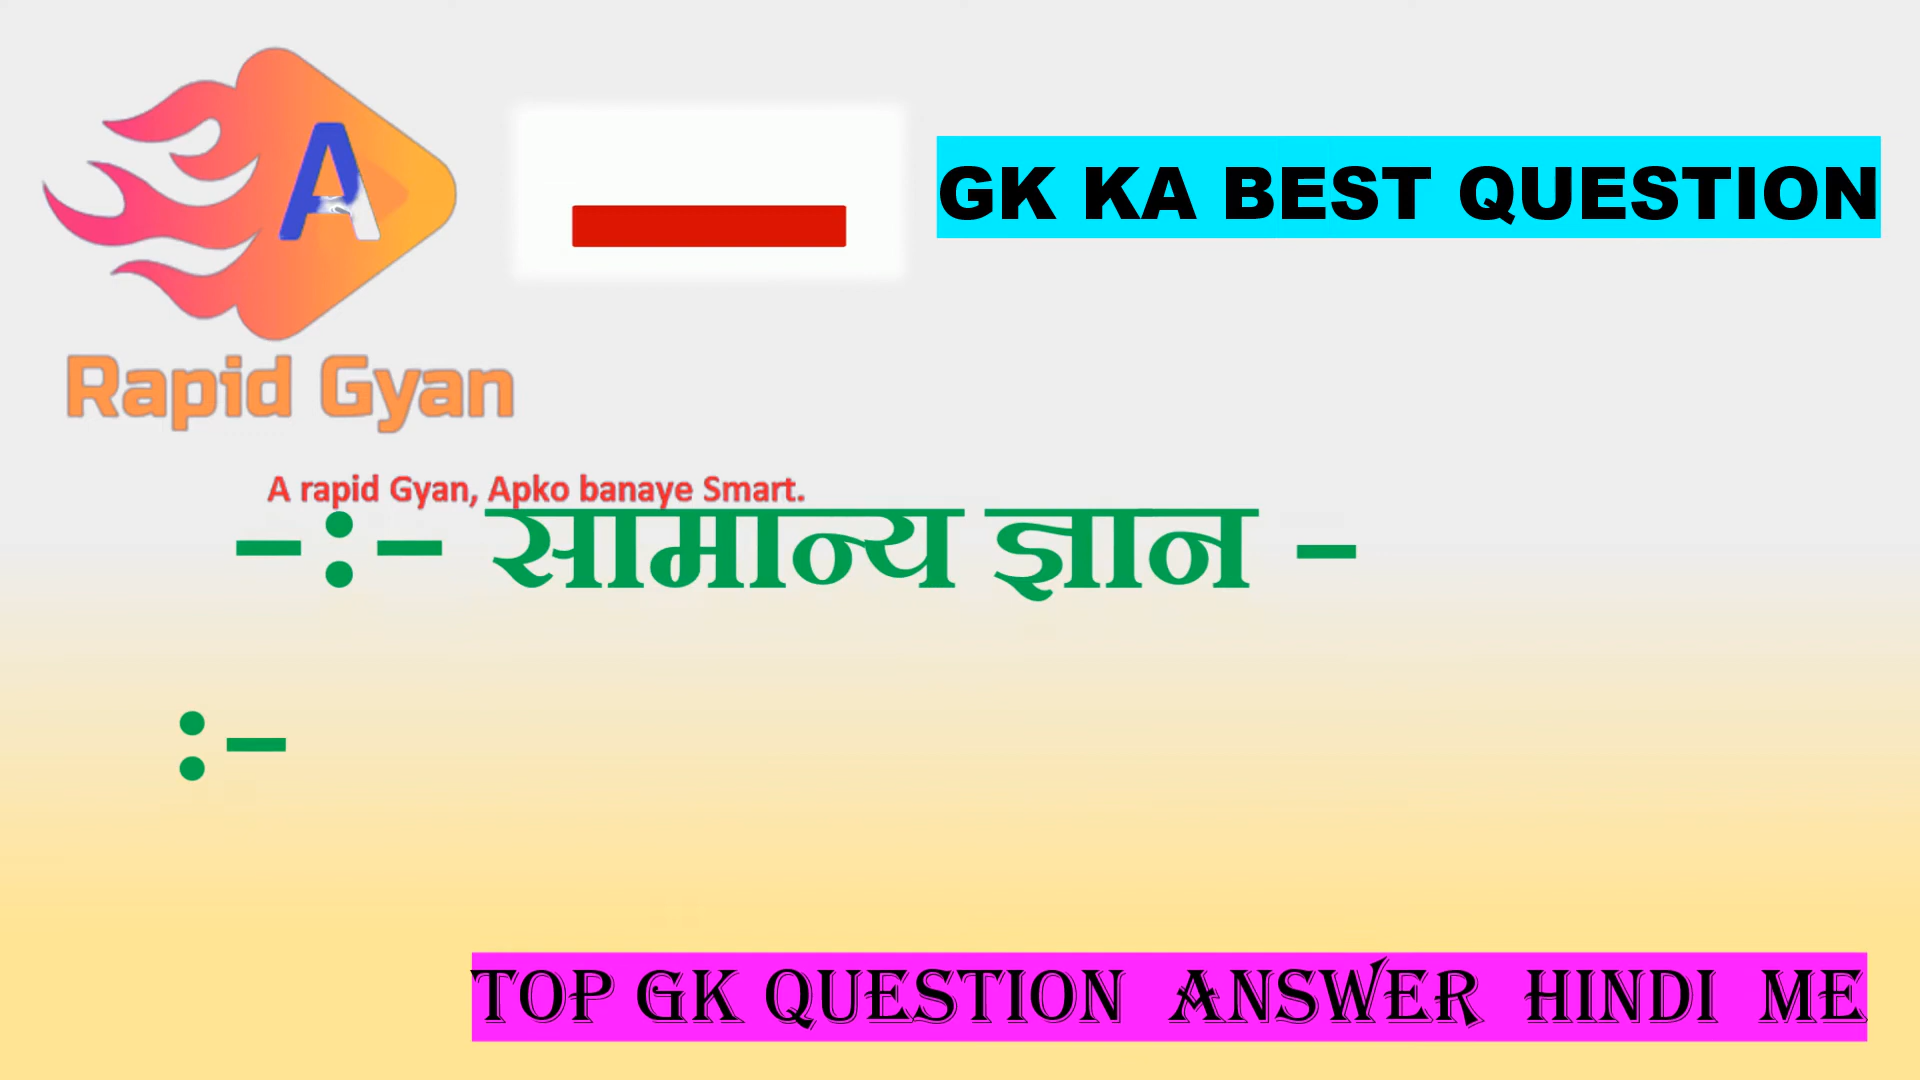 A
GK KA BEST QUESTION
Rapid Gyan
A rapid Gyan, Apko banaye Smart.
-:- सामान्य ज्ञान -
:-
TOP GK QUESTION ANSWER HINDI ME